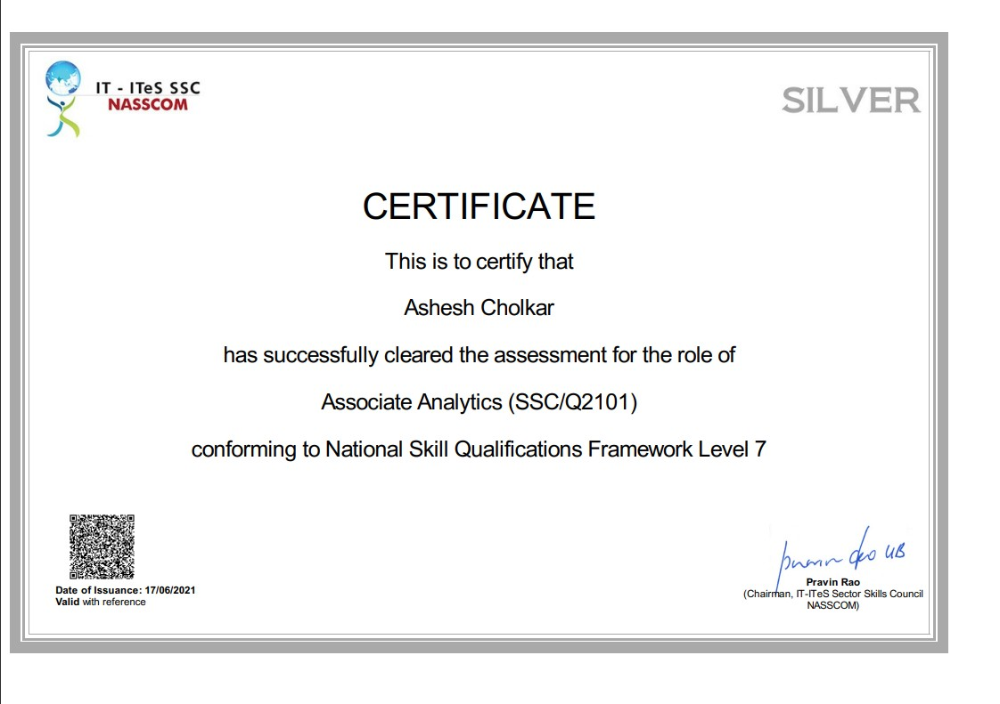 IT - ITeS SSC
NASSCOM
SILVER
CERTIFICATE
This is to certify that
Ashesh Cholkar
has successfully cleared the assessment for the role of
Associate Analytics (SSC/Q2101)
conforming to National Skill Qualifications Framework Level 7
Date of Issuance: 17/06/2021
Valid with reference
Pravin Rao
(Chairman, IT-ITeS Sector Skills Council
NASSCOM)